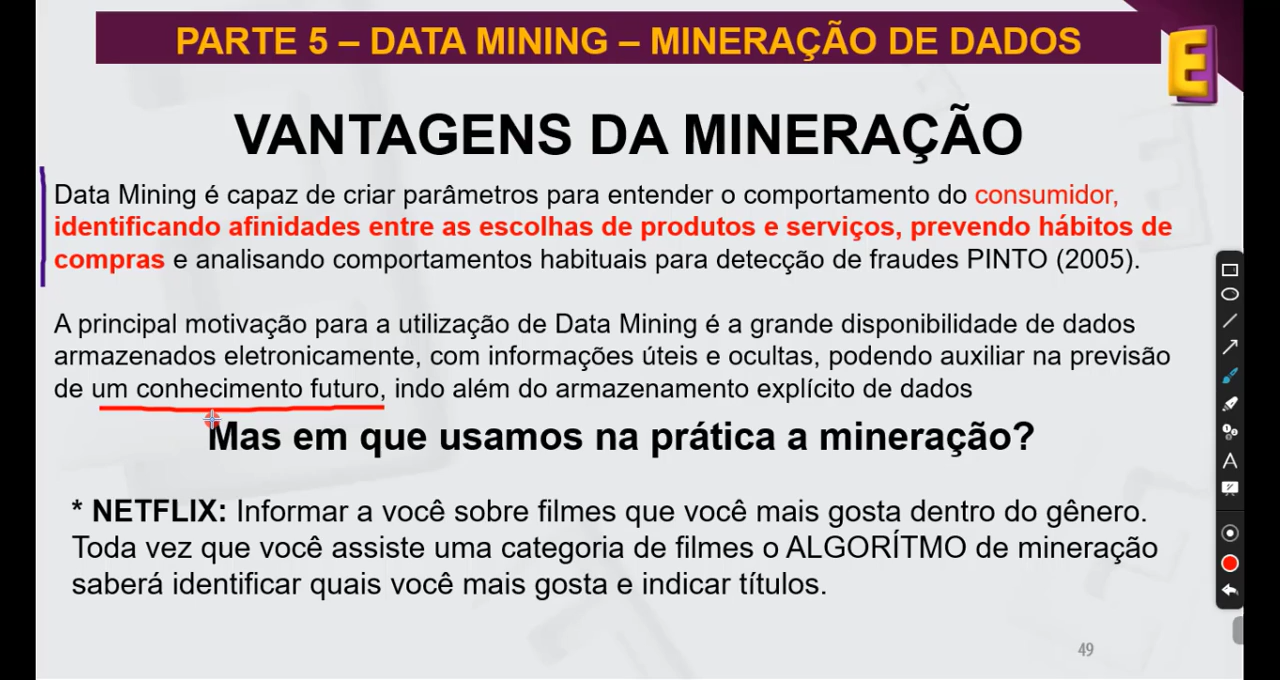 PARTE 5 – DATA MINING – MINERAÇÃO DE DADOS
E
VANTAGENS DA MINERAÇÃO
Data Mining é capaz de criar parâmetros para entender o comportamento do consumidor,
identificando afinidades entre as escolhas de produtos e serviços, prevendo hábitos de
compras e analisando comportamentos habituais para detecção de fraudes PINTO (2005).
A principal motivação para a utilização de Data Mining é a grande disponibilidade de dados
armazenados eletronicamente, com informações úteis e ocultas, podendo auxiliar na previsão
de um conhecimento futuro, indo além do armazenamento explícito de dados
Mas em que usamos na prática a mineração?
* NETFLIX: Informar a você sobre filmes que você mais gosta dentro do gênero.
Toda vez que você assiste uma categoria de filmes o ALGORÍTMO de mineração
saberá identificar quais você mais gosta e indicar títulos.
49